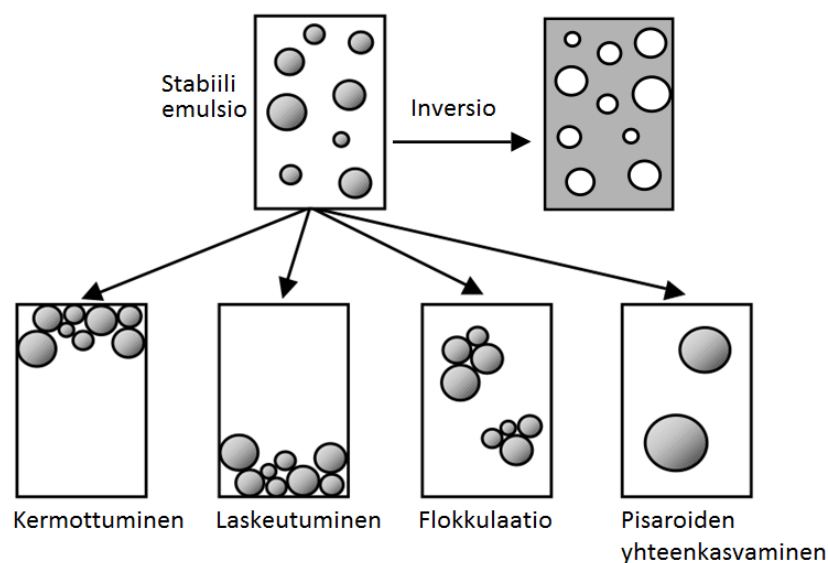 Stabiili
emulsio
Inversio
Kermottuminen
Laskeutuminen
Flokkulaatio
Pisaroiden
yhteenkasvaminen